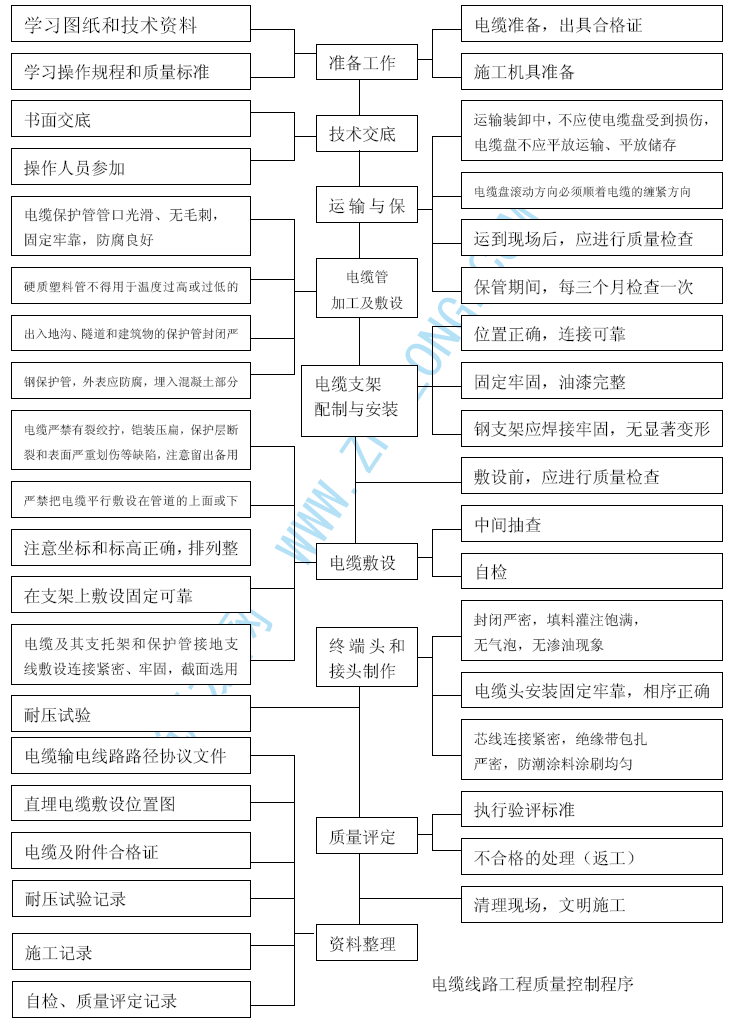 学习图纸和技术资料
学习操作规程和质量标准
书面交底
操作人员参加
电缆保护管管口光滑、无毛刺，
固定牢靠，防腐良好
硬质塑料管不得用于温度过高或过低的
出入地沟、隧道和建筑物的保护管封闭严
钢保护管，外表应防腐，埋入混凝土部分
电缆严禁有裂绞拧，铠装压扁，保护层断
裂和表面严重划伤等缺陷，注意留出备用
严禁把电缆平行敷设在管道的上面或下
注意坐标和标高正确，排列整
在支架上敷设固定可靠
电缆及其支托架和保护管接地支
线敷设连接紧密、牢固，截面选用
耐压试验
电缆输电线路路径协议文件
直埋电缆敷设位置图
电缆及附件合格证
耐压试验记录
施工记录
自检、质量评定记录
准备工作
技术交底
运输与保
电缆管
加工及敷设
电缆支架
配制与安装
电缆敷设
终端头和
接头制作
质量评定
资料整理
电缆准备，出具合格证
施工机具准备
运输装卸中，不应使电缆盘受到损伤，
电缆盘不应平放运输、平放储存
电缆盘滚动方向必须顺着电缆的缠紧方向
运到现场后，应进行质量检查
保管期间，每三个月检查一次
位置正确，连接可靠
固定牢固，油漆完整
钢支架应焊接牢固，无显著变形
敷设前，应进行质量检查
中间抽查
自检
封闭严密，填料灌注饱满，
无气泡，无渗油现象
电缆头安装固定牢靠，相序正确
芯线连接紧密，绝缘带包扎
严密，防潮涂料涂刷均匀
执行验评标准
不合格的处理（返工）
清理现场，文明施工
电缆线路工程质量控制程序